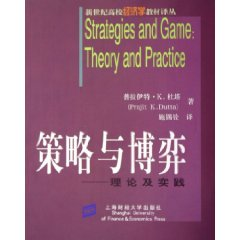 新世纪高校经济学教材译丛
Strategies and Game:
Theory and Practice
普拉伊特·K.杜塔
(Prajit K.Dutta)
著
施锡铨 译
策略与博弈
——理论及实践
上海财经大学出版社
Shanghai University
of Finance & Economics Press